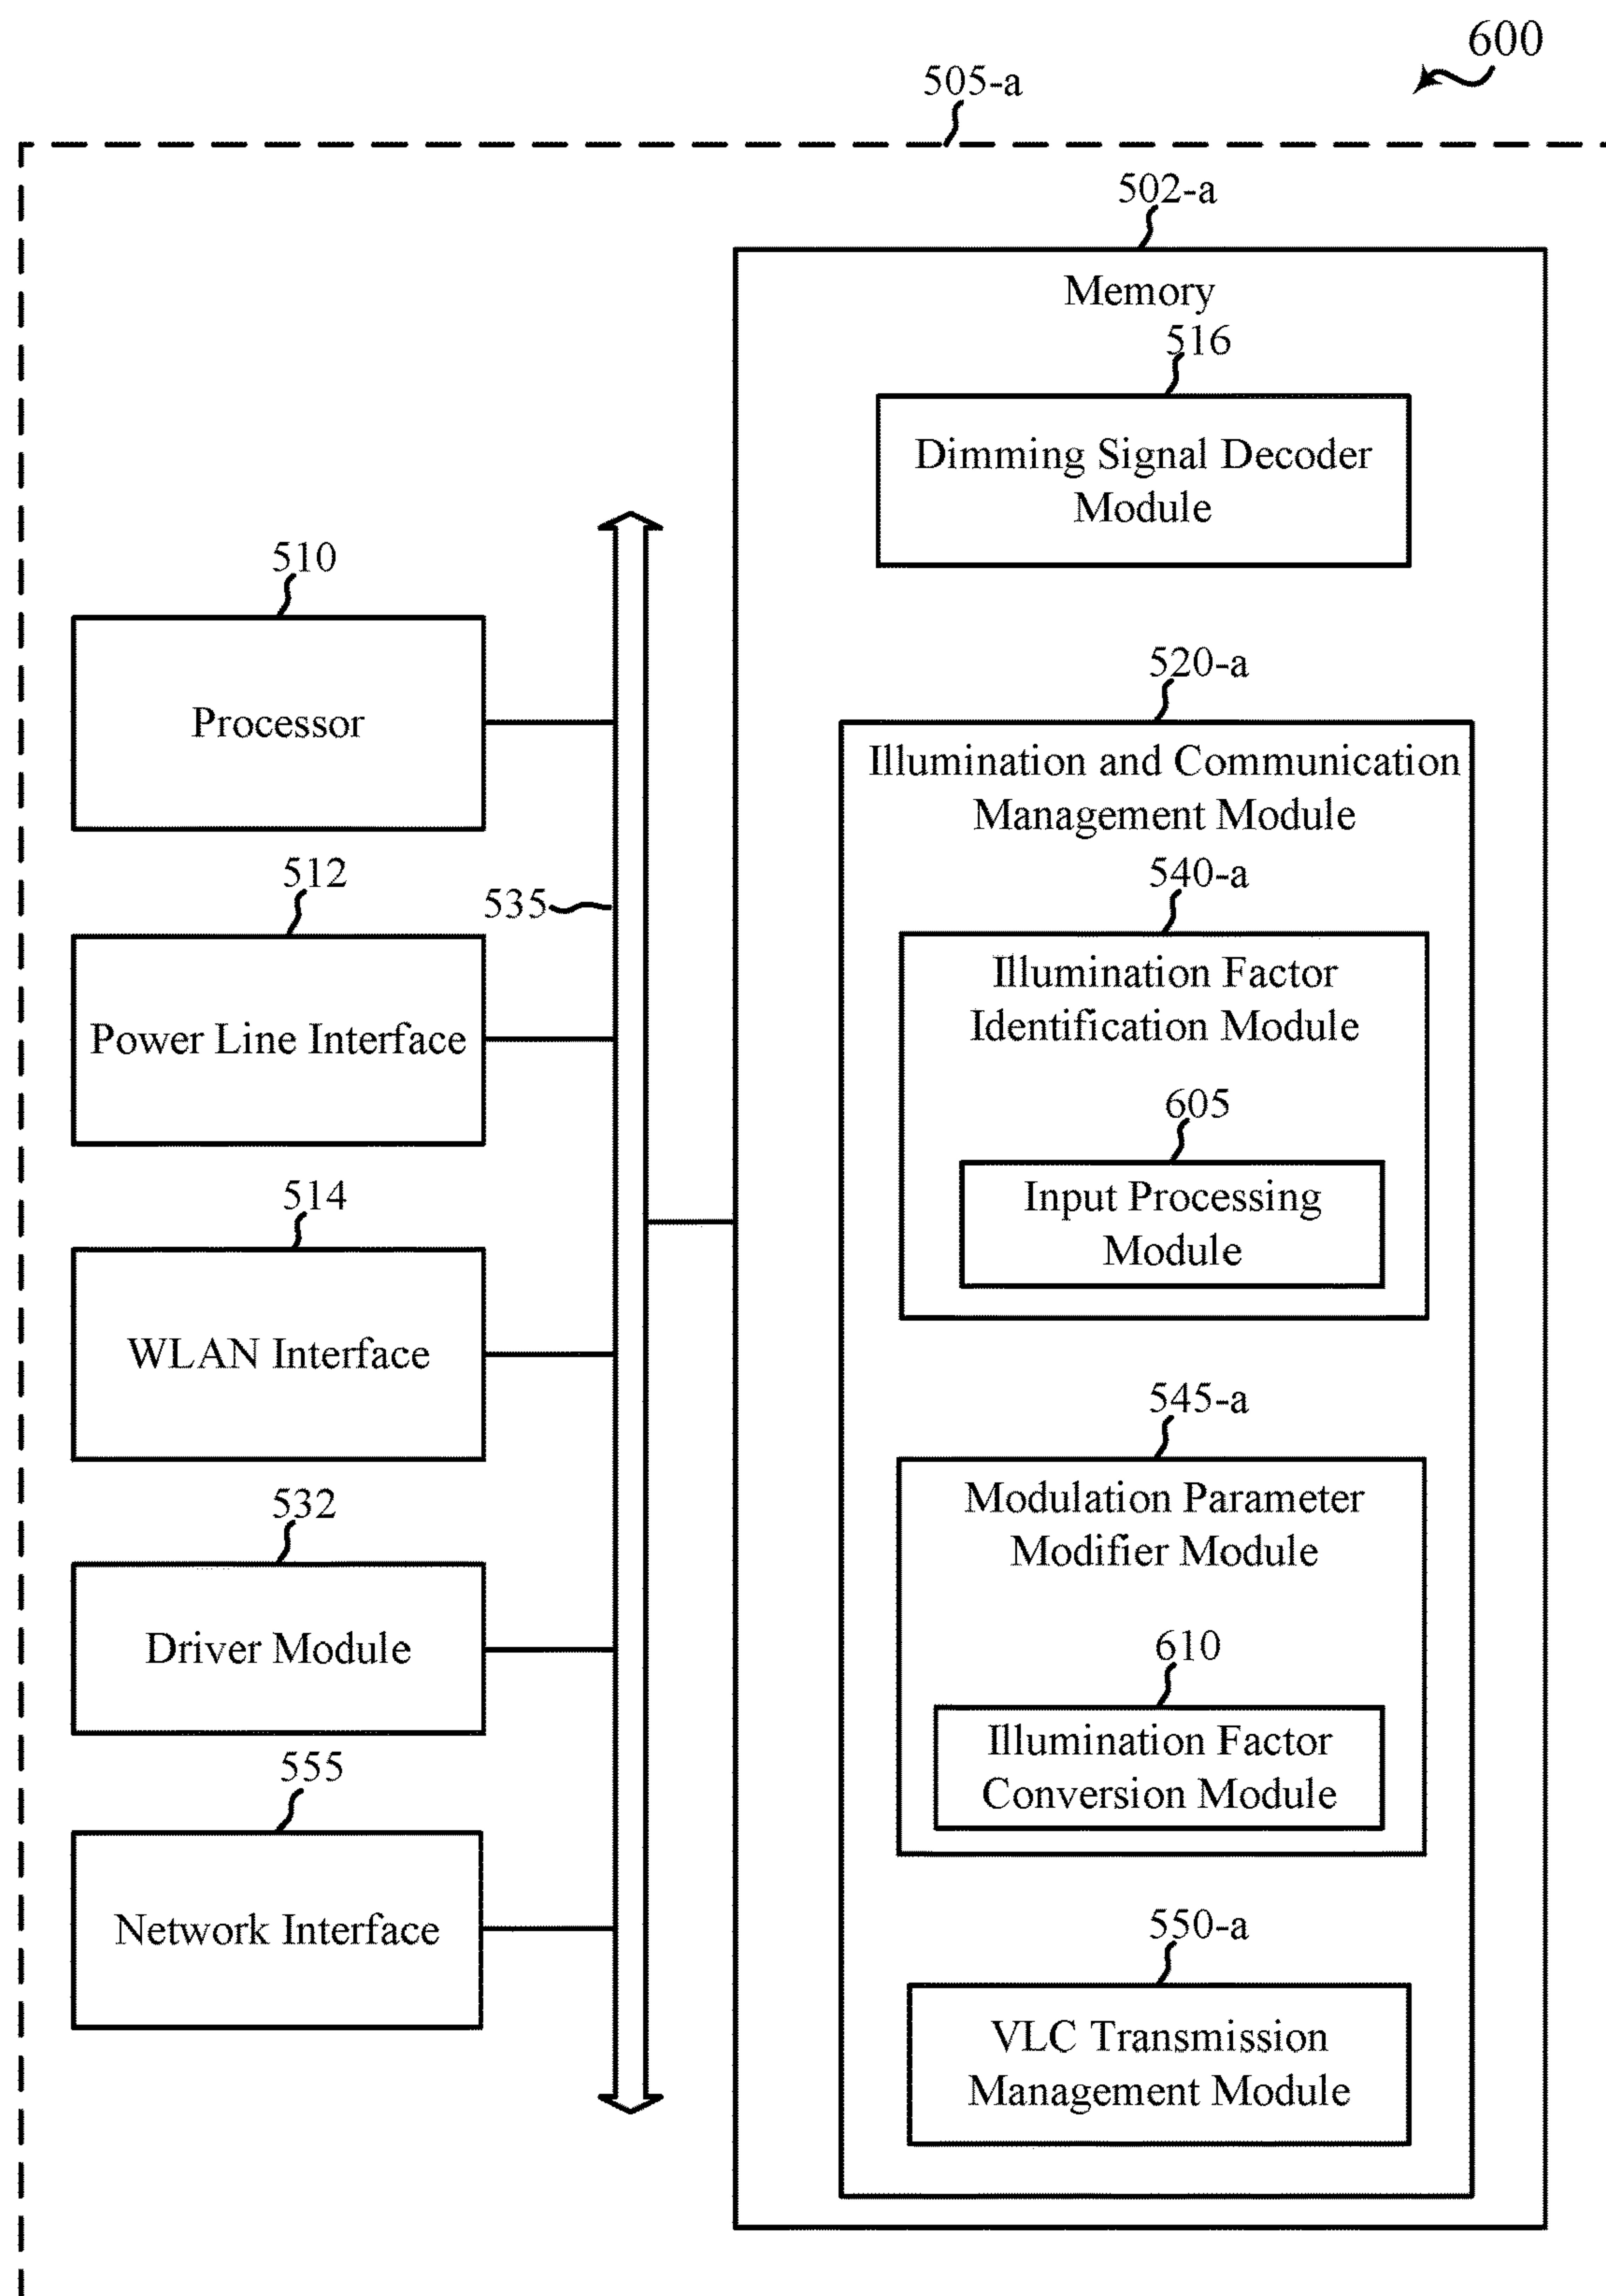 600
505-a
502-a
Memory
516
Dimming Signal Decoder
Module
510
Processor
512
Power Line Interface
535
514
WLAN Interface
532
Driver Module
555
Network Interface
520-a
Illumination and Communication
Management Module
540-a
Illumination Factor
Identification Module
605
Input Processing
Module
545-a
Modulation Parameter
Modifier Module
610
Illumination Factor
Conversion Module
550-a
VLC Transmission
Management Module